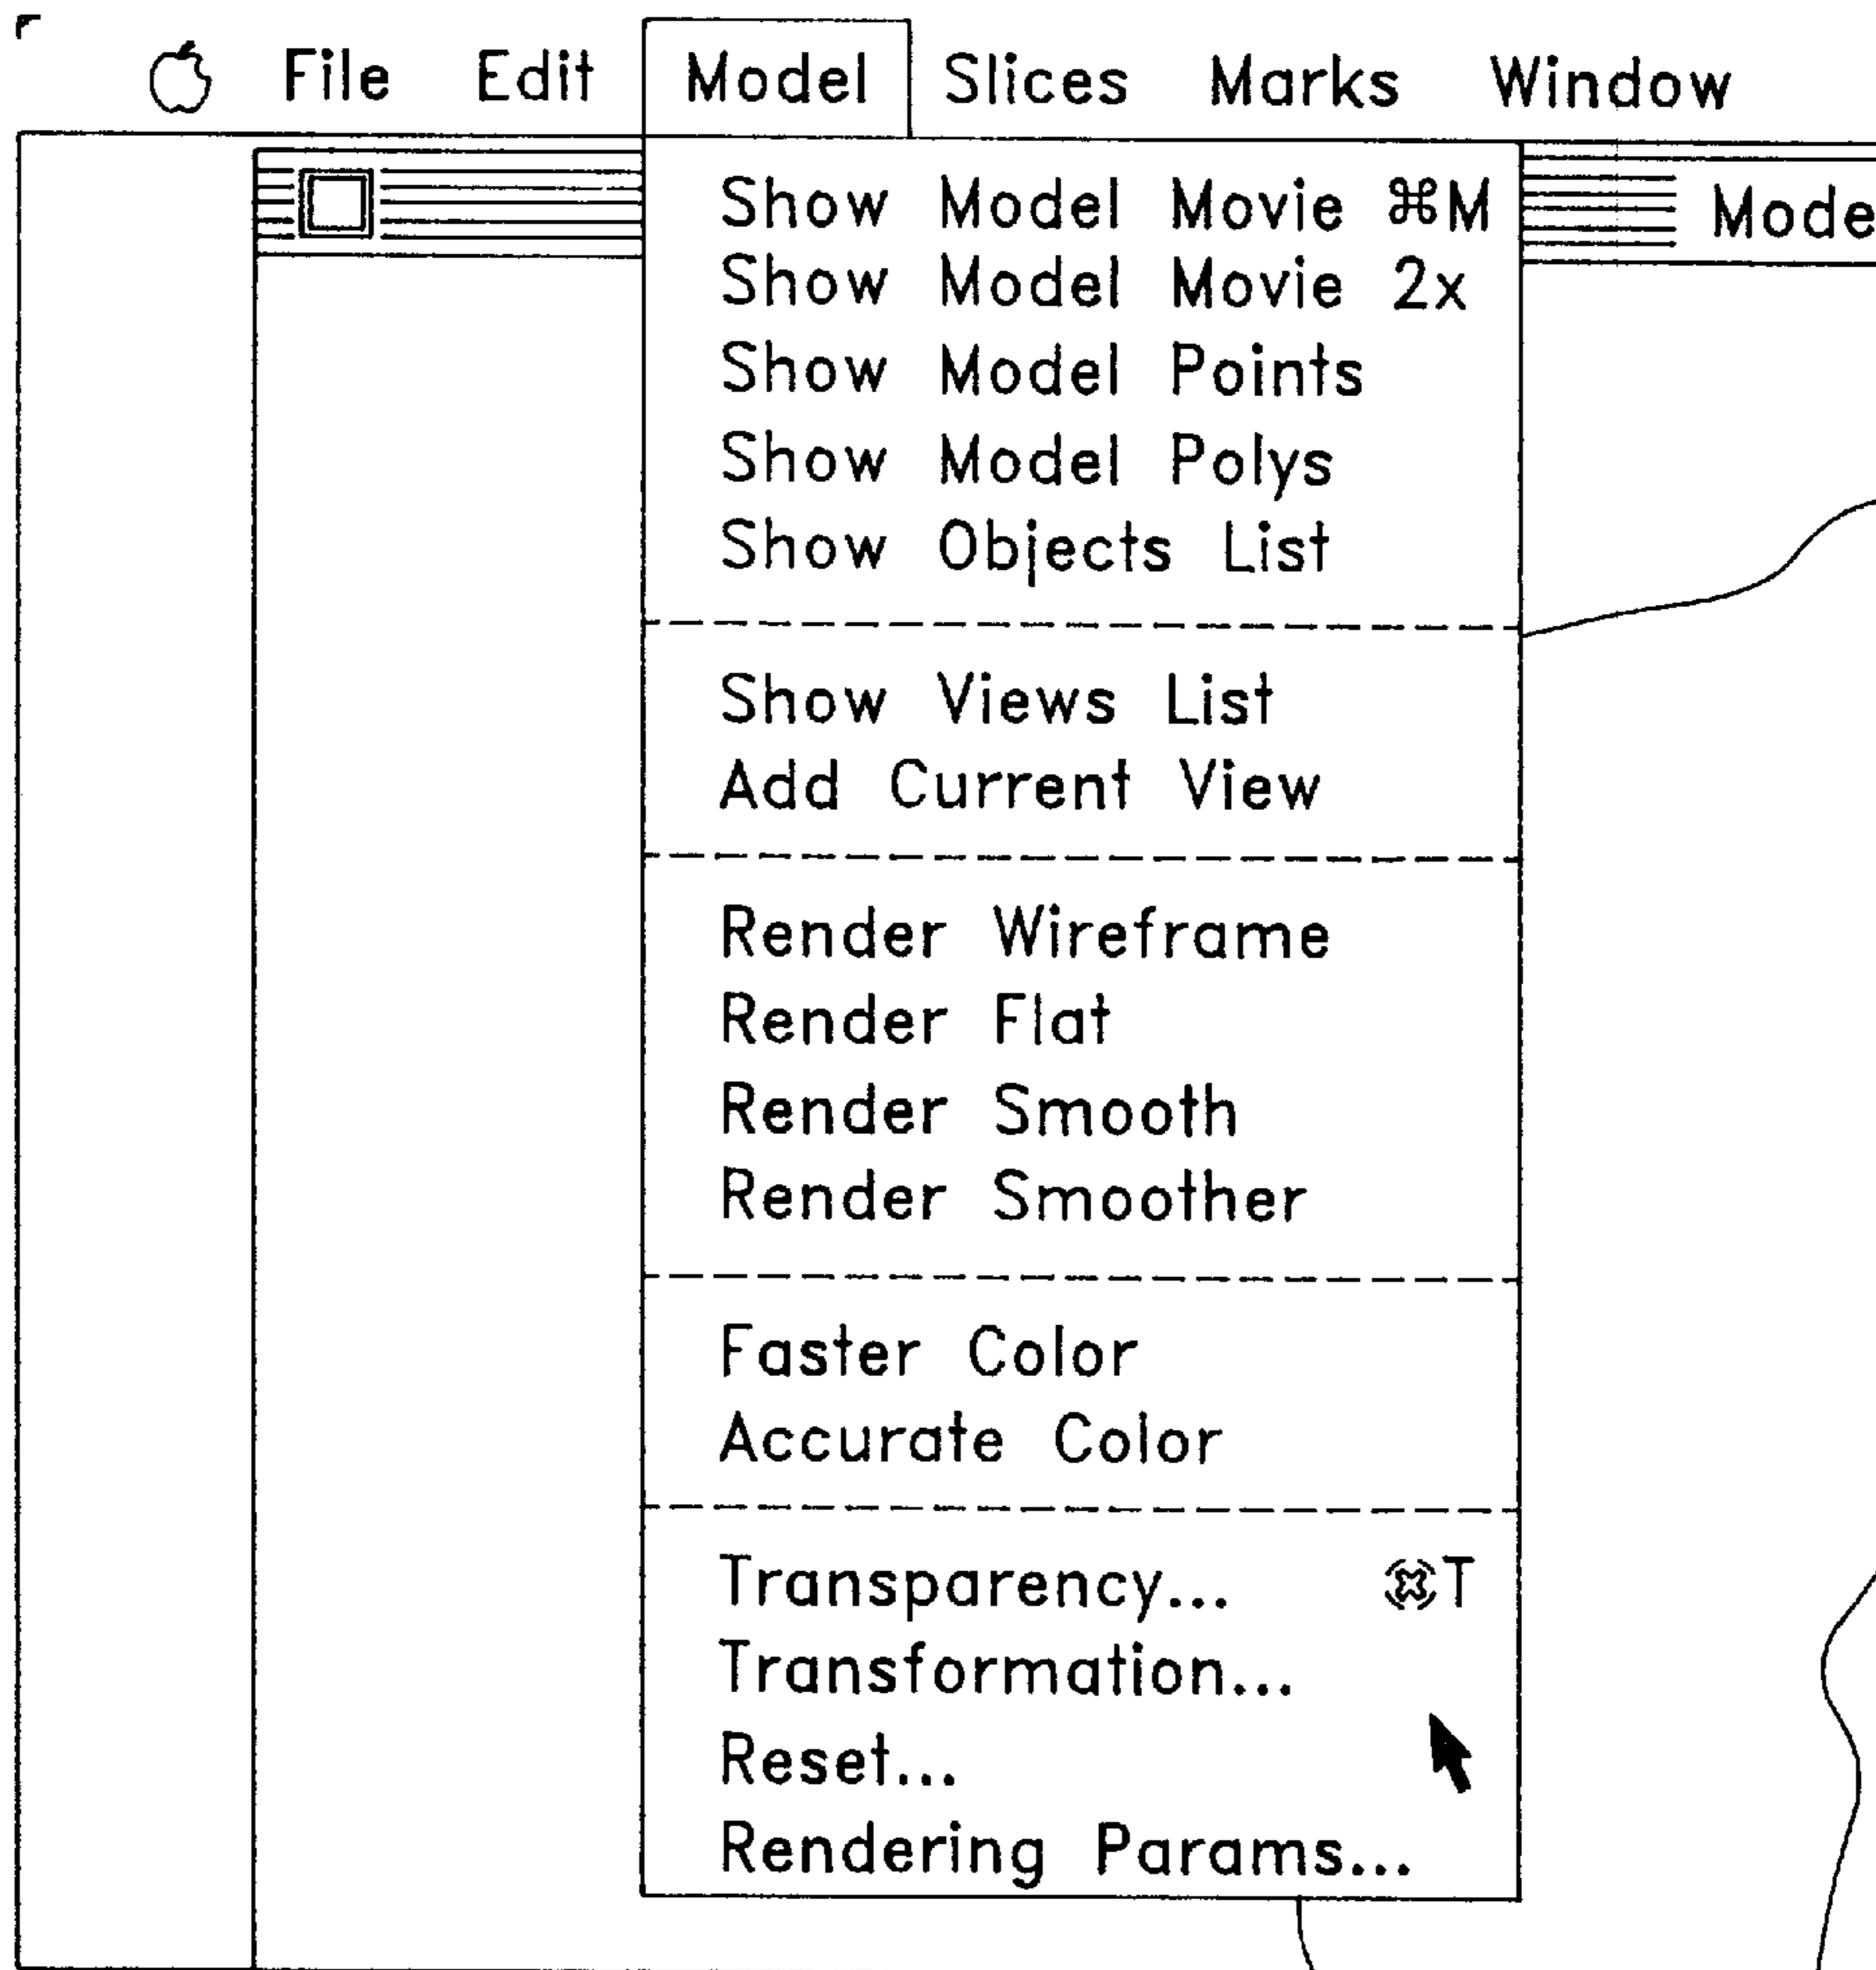 File Edit Model Slices Marks Window
Mode
Show Model Movie ⌘M
Show Model Movie 2x
Show Model Points
Show Model Polys
Show Objects List
Show Views List
Add Current View
Render Wireframe
Render Flat
Render Smooth
Render Smoother
Faster Color
Accurate Color
Transparency... ⌘T
Transformation...
Reset...
Rendering Params...